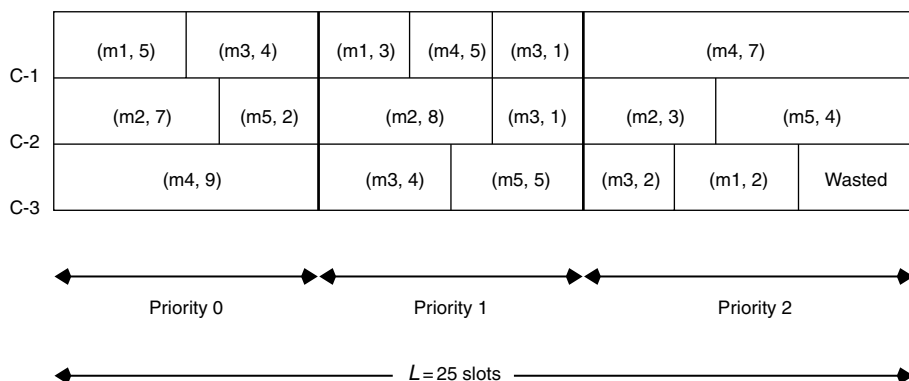 (m1, 5) (m3, 4) (m1, 3) (m4, 5) (m3, 1) (m4, 7)
C-1
(m2, 7) (m5, 2) (m2, 8) (m3, 1) (m2, 3) (m5, 4)
C-2
(m4, 9) (m3, 4) (m5, 5) (m3, 2) (m1, 2) Wasted
C-3
Priority 0 Priority 1 Priority 2
L = 25 slots